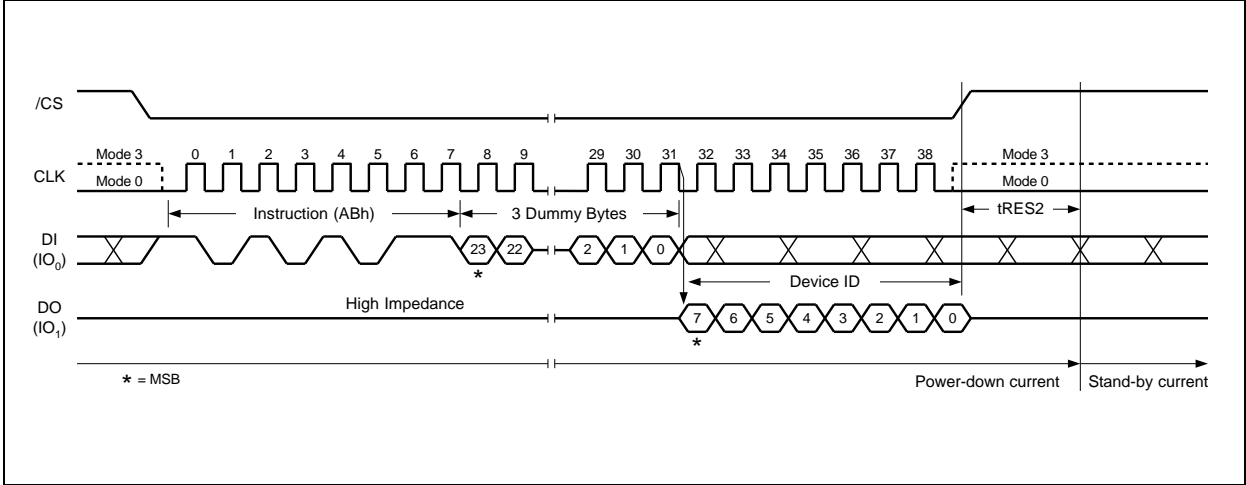 /CS
Mode 3 0 1 2 3 4 5 6 7 8 9 29 30 31 32 33 34 35 36 37 38 Mode 3
CLK
Mode 0 Mode 0
Instruction (ABh) 3 Dummy Bytes tRES2
DI
(IO0)
23 22 2 1 0
*
Device ID
High Impedance
DO
(IO1)
7 6 5 4 3 2 1 0
*
* = MSB
Power-down current Stand-by current